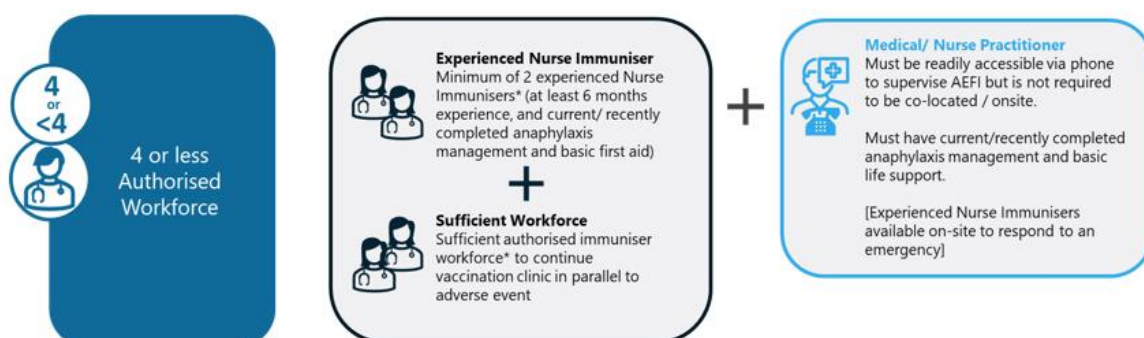 4
or
<4
4 or less
Authorised
Workforce
Experienced Nurse Immuniser
Minimum of 2 experienced Nurse
Immunisers* (at least 6 months
experience, and current/ recently
completed anaphylaxis
management and basic first aid)
+
Sufficient Workforce
Sufficient authorised immuniser
workforce* to continue
vaccination clinic in parallel to
adverse event
+
Medical/ Nurse Practitioner
Must be readily accessible via phone
to supervise AEFI but is not required
to be co-located / onsite.
Must have current/recently completed
anaphylaxis management and basic
life support.
[Experienced Nurse Immunisers
available on-site to respond to an
emergency]